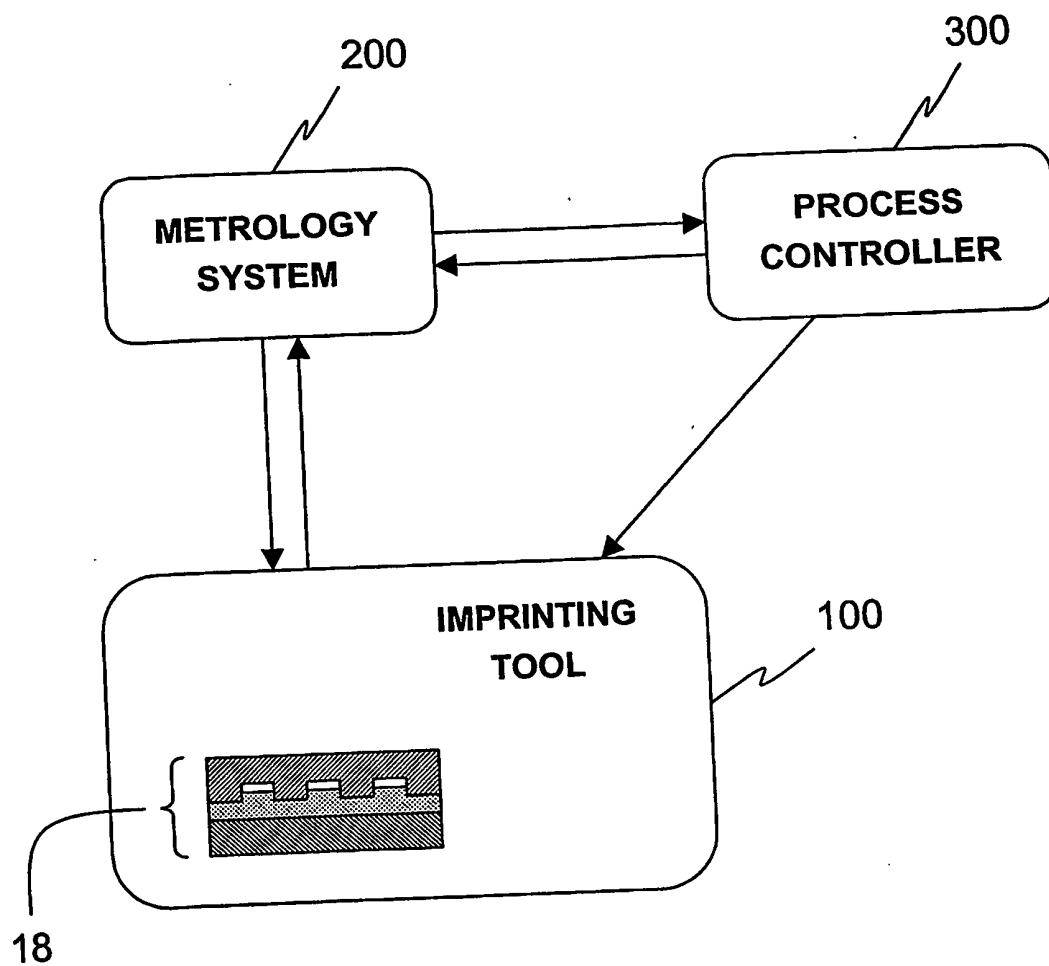 200
300
METROLOGY
SYSTEM
PROCESS
CONTROLLER
IMPRINTING
TOOL
100
18